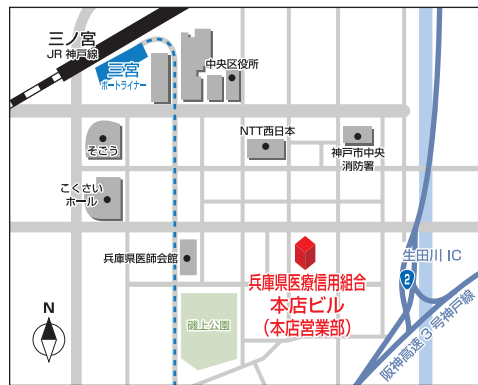 三ノ宮
JR 神戸線
三宮
ポートライナー
中央区役所
そごう
NTT西日本
神戸市中央
消防署
こくさい
ホール
兵庫県医師会館
兵庫県医療信用組合
本店ビル
(本店営業部)
生田川 IC
2
阪神高速 3 号神戸線
磯上公園
N